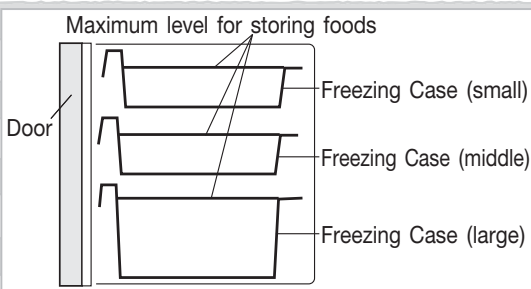 Maximum level for storing foods
Freezing Case (small)
Door
Freezing Case (middle)
Freezing Case (large)